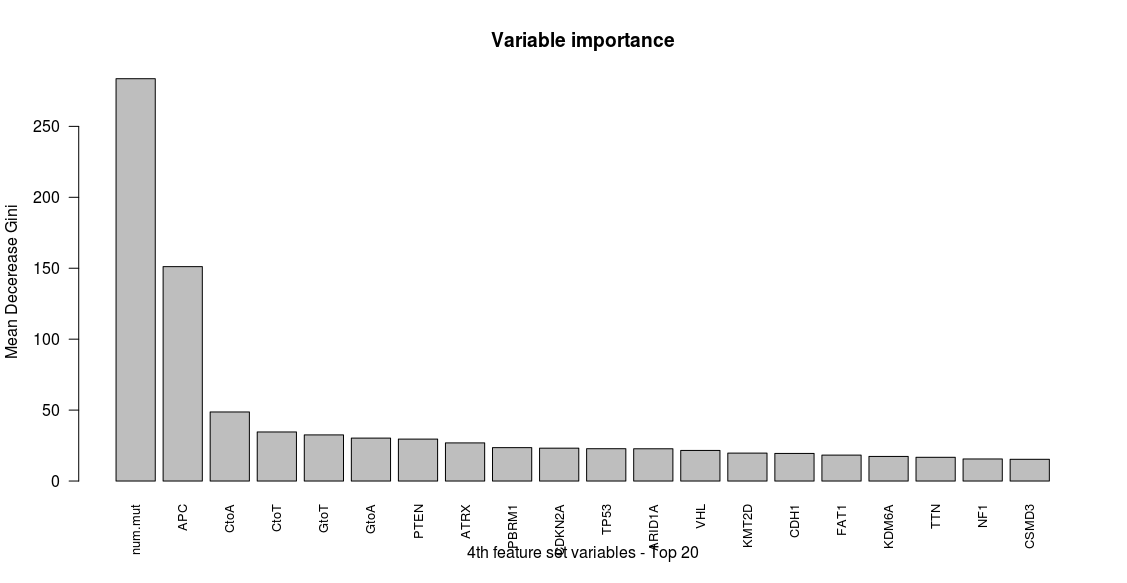 Variable importance
Mean Decerease Gini
250
200
150
100
50
0
num.mut
APC
CtoA
CtoT
GtoT
GtoA
PTEN
ATRX
PBRM1
CDKN2A
TP53
ARID1A
VHL
KMT2D
CDH1
FAT1
KDM6A
TTN
NF1
CSMD3
4th feature set variables - Top 20